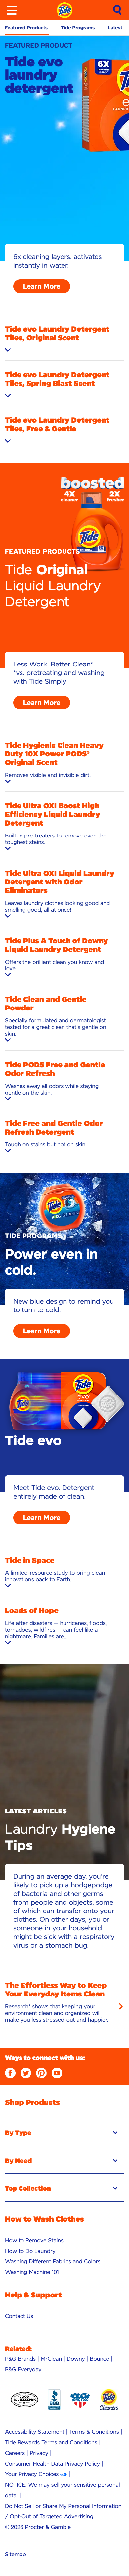 Tide
Featured Products Tide Programs Latest
FEATURED PRODUCT
Tide evo
laundry
detergent
6x cleaning layers. activates
instantly in water.
Learn More
Tide evo Laundry Detergent
Tiles, Original Scent
Tide evo Laundry Detergent
Tiles, Spring Blast Scent
Tide evo Laundry Detergent
Tiles, Free & Gentle
boosted
4X 2X
cleaner fresher
Tide
FEATURED PRODUCTS
Tide Original
Liquid Laundry
Detergent
Less Work, Better Clean*
*vs. pretreating and washing
with Tide Simply
Learn More
Tide Hygienic Clean Heavy
Duty 10X Power PODS®
Original Scent
Removes visible and invisible dirt.
Tide Ultra OXI Boost High
Efficiency Liquid Laundry
Detergent
Built-in pre-treaters to remove even the
toughest stains.
Tide Ultra OXI Liquid Laundry
Detergent with Odor
Eliminators
Leaves laundry clothes looking good and
smelling good, all at once!
Tide Plus A Touch of Downy
Liquid Laundry Detergent
Offers the brilliant clean you know and
love.
Tide Clean and Gentle
Powder
Specially formulated and dermatologist
tested for a great clean that's gentle on
skin.
Tide PODS Free and Gentle
Odor Refresh
Washes away all odors while staying
gentle on the skin.
Tide Free and Gentle Odor
Refresh Detergent
Tough on stains but not on skin.
Tide
PODS
TIDE PROGRAMS
Power even in
cold.
New blue design to remind you
to turn to cold.
Learn More
Tide
evo
Tide evo
Meet Tide evo. Detergent
entirely made of clean.
Learn More
Tide in Space
A limited-resource study to bring clean
innovations back to Earth.
Loads of Hope
Life after disasters — hurricanes, floods,
tornadoes, wildfires — can feel like a
nightmare. Families are...
LATEST ARTICLES
Laundry Hygiene
Tips
During an average day, you're
likely to pick up a hodgepodge
of bacteria and other germs
from people and objects, some
of which can transfer onto your
clothes. On other days, you or
someone in your household
might be sick with a respiratory
virus or a stomach bug.
The Effortless Way to Keep
Your Everyday Items Clean
Research* shows that keeping your
environment clean and organized will
make you less stressed-out and happier.
Ways to connect with us:
Shop Products
By Type
By Need
Top Collection
How to Wash Clothes
How to Remove Stains
How to Do Laundry
Washing Different Fabrics and Colors
Washing Machine 101
Help & Support
Contact Us
Related:
P&G Brands | MrClean | Downy | Bounce |
P&G Everyday
Tide
Cleaners
Accessibility Statement | Terms & Conditions |
Tide Rewards Terms and Conditions |
Careers | Privacy |
Consumer Health Data Privacy Policy |
Your Privacy Choices |
NOTICE: We may sell your sensitive personal
data. |
Do Not Sell or Share My Personal Information
/ Opt-Out of Targeted Advertising |
© 2026 Procter & Gamble
Sitemap